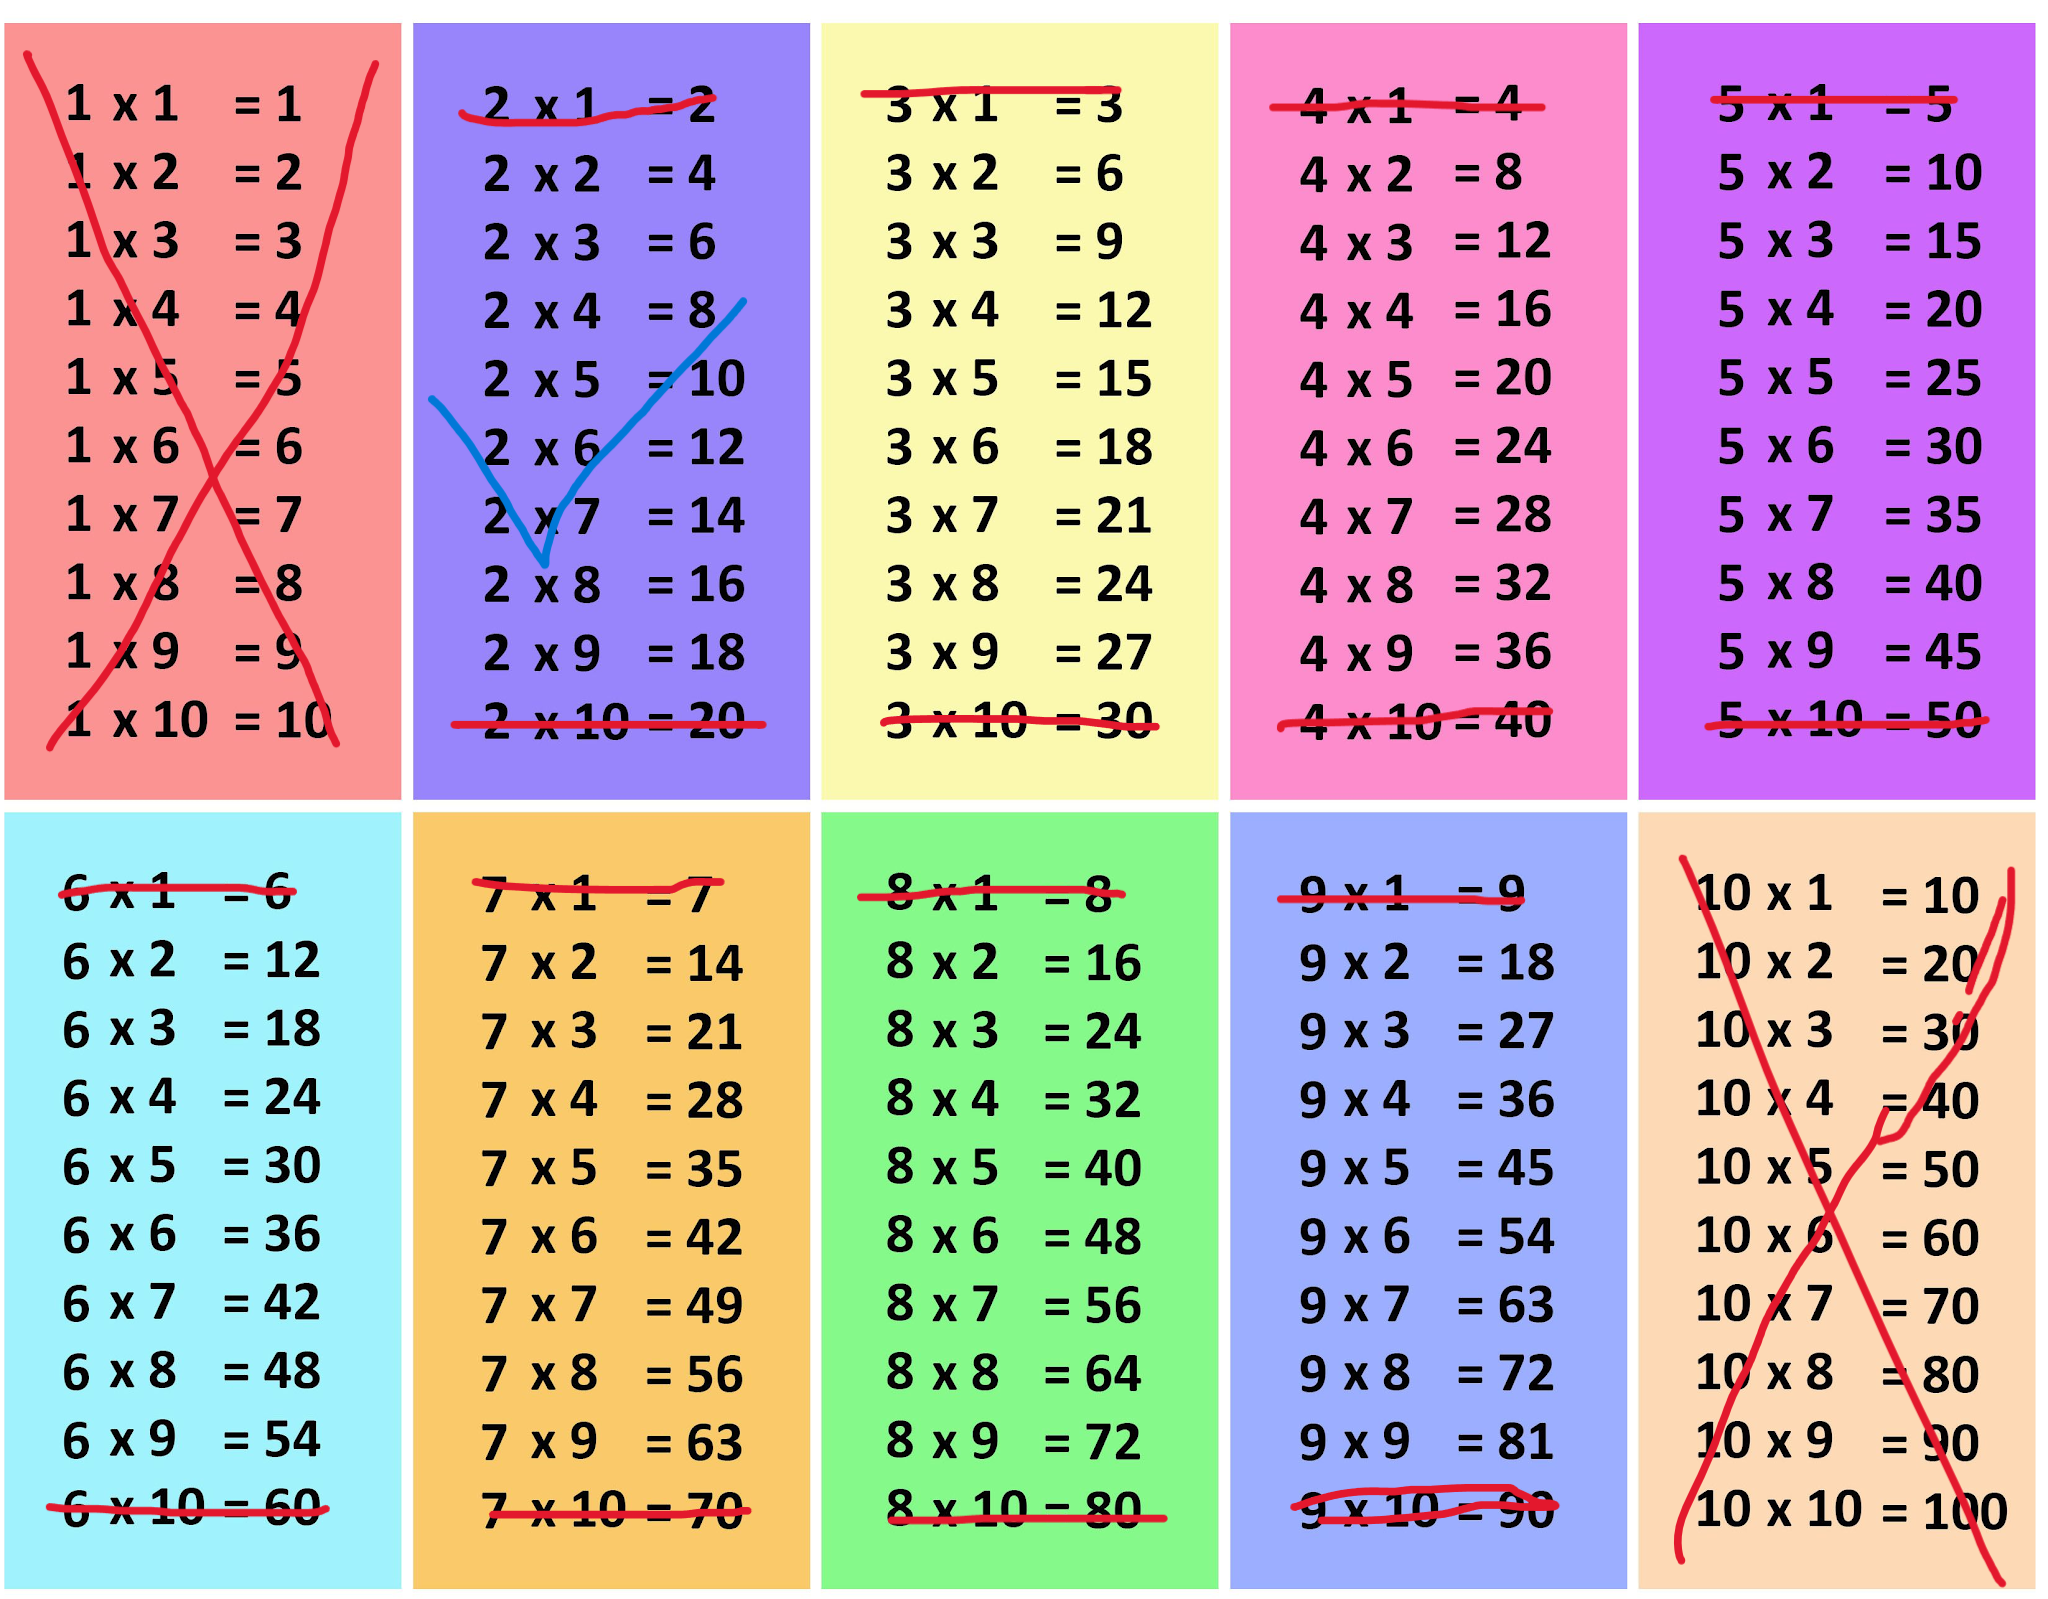 1 x 1 = 1
1 x 2 = 2
1 x 3 = 3
1 x 4 = 4
1 x 5 = 5
1 x 6 = 6
1 x 7 = 7
1 x 8 = 8
1 x 9 = 9
1 x 10 = 10
2 x 1 = 2
2 x 2 = 4
2 x 3 = 6
2 x 4 = 8
2 x 5 = 10
2 x 6 = 12
2 x 7 = 14
2 x 8 = 16
2 x 9 = 18
2 x 10 = 20
3 x 1 = 3
3 x 2 = 6
3 x 3 = 9
3 x 4 = 12
3 x 5 = 15
3 x 6 = 18
3 x 7 = 21
3 x 8 = 24
3 x 9 = 27
3 x 10 = 30
4 x 1 = 4
4 x 2 = 8
4 x 3 = 12
4 x 4 = 16
4 x 5 = 20
4 x 6 = 24
4 x 7 = 28
4 x 8 = 32
4 x 9 = 36
4 x 10 = 40
5 x 1 = 5
5 x 2 = 10
5 x 3 = 15
5 x 4 = 20
5 x 5 = 25
5 x 6 = 30
5 x 7 = 35
5 x 8 = 40
5 x 9 = 45
5 x 10 = 50
6 x 1 = 6
6 x 2 = 12
6 x 3 = 18
6 x 4 = 24
6 x 5 = 30
6 x 6 = 36
6 x 7 = 42
6 x 8 = 48
6 x 9 = 54
6 x 10 = 60
7 x 1 = 7
7 x 2 = 14
7 x 3 = 21
7 x 4 = 28
7 x 5 = 35
7 x 6 = 42
7 x 7 = 49
7 x 8 = 56
7 x 9 = 63
7 x 10 = 70
8 x 1 = 8
8 x 2 = 16
8 x 3 = 24
8 x 4 = 32
8 x 5 = 40
8 x 6 = 48
8 x 7 = 56
8 x 8 = 64
8 x 9 = 72
8 x 10 = 80
9 x 1 = 9
9 x 2 = 18
9 x 3 = 27
9 x 4 = 36
9 x 5 = 45
9 x 6 = 54
9 x 7 = 63
9 x 8 = 72
9 x 9 = 81
9 x 10 = 90
10 x 1 = 10
10 x 2 = 20
10 x 3 = 30
10 x 4 = 40
10 x 5 = 50
10 x 6 = 60
10 x 7 = 70
10 x 8 = 80
10 x 9 = 90
10 x 10 = 100